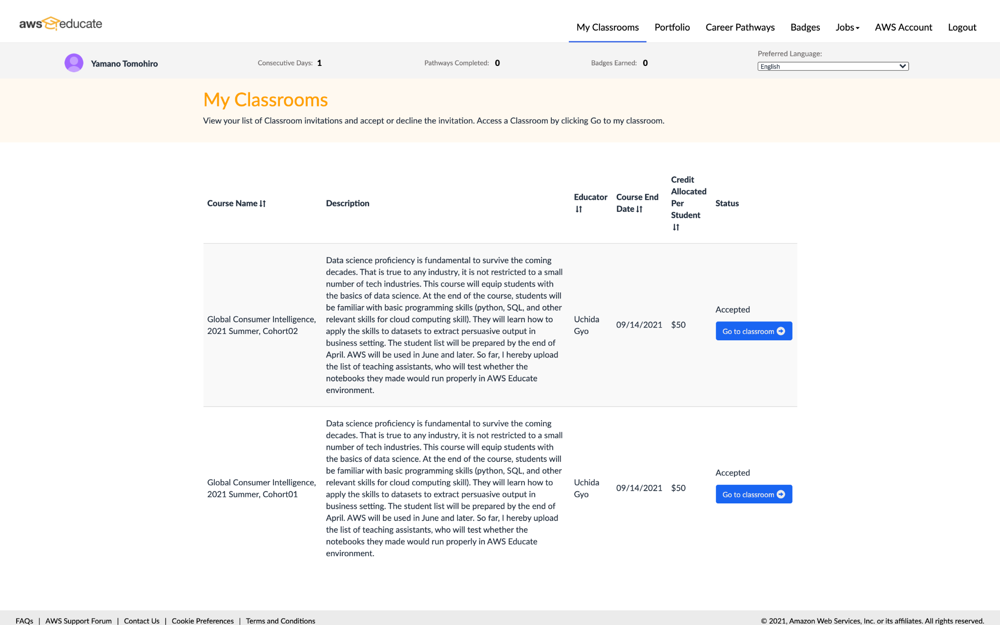 aws educate
My Classrooms
Portfolio
Career Pathways
Badges
Jobs
AWS Account
Logout
Yamano Tomohiro
Consecutive Days: 1
Pathways Completed: 0
Badges Earned: 0
Preferred Language:
English
My Classrooms
View your list of Classroom invitations and accept or decline the invitation. Access a Classroom by clicking Go to my classroom.
Course Name
Description
Educator
Course End
Date
Credit
Allocated
Per
Student
Status
Global Consumer Intelligence,
2021 Summer, Cohort02
Data science proficiency is fundamental to survive the coming
decades. That is true to any industry, it is not restricted to a small
number of tech industries. This course will equip students with
the basics of data science. At the end of the course, students will
be familiar with basic programming skills (python, SQL, and other
relevant skills for cloud computing skill). They will learn how to
apply the skills to datasets to extract persuasive output in
business setting. The student list will be prepared by the end of
April. AWS will be used in June and later. So far, I hereby upload
the list of teaching assistants, who will test whether the
notebooks they made would run properly in AWS Educate
environment.
Uchida
Gyo
09/14/2021
$50
Accepted
Go to classroom
Global Consumer Intelligence,
2021 Summer, Cohort01
Data science proficiency is fundamental to survive the coming
decades. That is true to any industry, it is not restricted to a small
number of tech industries. This course will equip students with
the basics of data science. At the end of the course, students will
be familiar with basic programming skills (python, SQL, and other
relevant skills for cloud computing skill). They will learn how to
apply the skills to datasets to extract persuasive output in
business setting. The student list will be prepared by the end of
April. AWS will be used in June and later. So far, I hereby upload
the list of teaching assistants, who will test whether the
notebooks they made would run properly in AWS Educate
environment.
Uchida
Gyo
09/14/2021
$50
Accepted
Go to classroom
FAQs | AWS Support Forum | Contact Us | Cookie Preferences | Terms and Conditions
© 2021, Amazon Web Services, Inc. or its affiliates. All rights reserved.